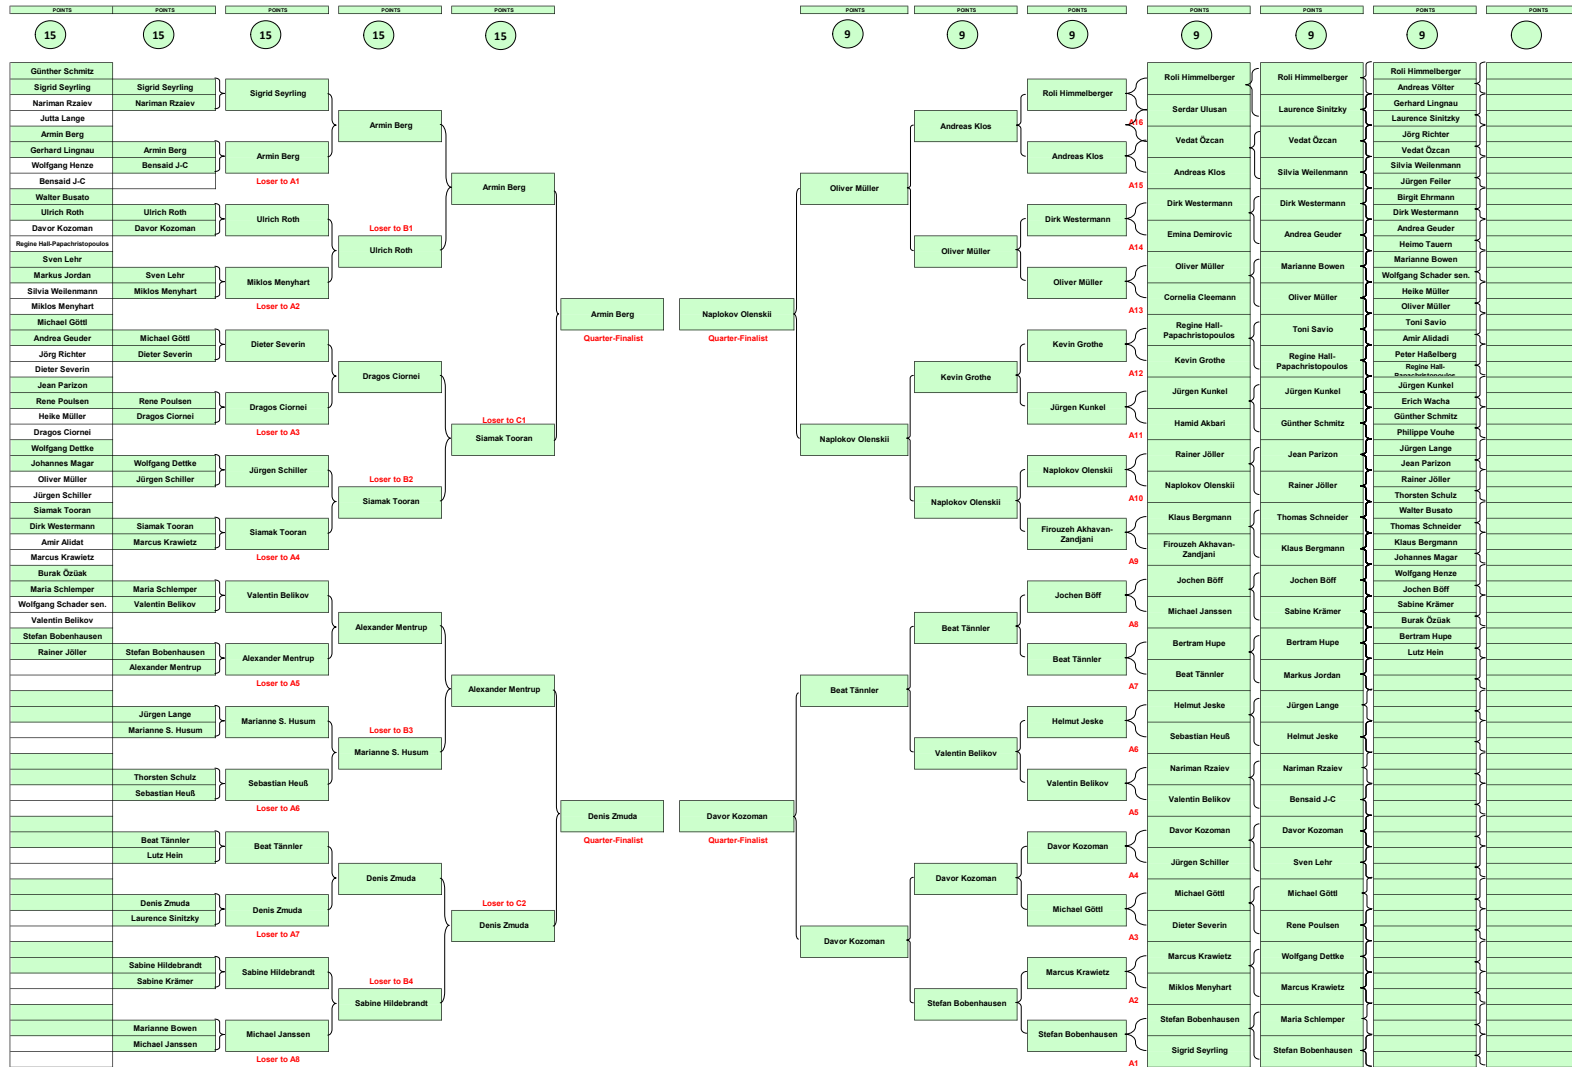 POINTS POINTS POINTS POINTS POINTS POINTS POINTS POINTS POINTS POINTS POINTS POINTS
15 15 15 15 15 9 9 9 9 9 9
Günther Schmitz
Sigrid Seyrling
Nariman Rzaiev
Jutta Lange
Armin Berg
Gerhard Lingnau
Wolfgang Henze
Bensaid J-C
Walter Busato
Ulrich Roth
Davor Kozoman
Regine Hall-Papachristopoulos
Sven Lehr
Markus Jordan
Silvia Weilenmann
Miklos Menyhart
Michael Göttl
Andrea Geuder
Jörg Richter
Dieter Severin
Jean Parizon
Rene Poulsen
Heike Müller
Dragos Ciornei
Wolfgang Dettke
Johannes Magar
Oliver Müller
Jürgen Schiller
Siamak Tooran
Dirk Westermann
Amir Alidat
Marcus Krawietz
Burak Özüak
Maria Schlemper
Wolfgang Schader sen.
Valentin Belikov
Stefan Bobenhausen
Rainer Jöller
Sigrid Seyrling
Nariman Rzaiev
Armin Berg
Bensaid J-C
Ulrich Roth
Davor Kozoman
Sven Lehr
Miklos Menyhart
Michael Göttl
Dieter Severin
Rene Poulsen
Dragos Ciornei
Wolfgang Dettke
Jürgen Schiller
Siamak Tooran
Marcus Krawietz
Maria Schlemper
Valentin Belikov
Stefan Bobenhausen
Alexander Mentrup
Jürgen Lange
Marianne S. Husum
Thorsten Schulz
Sebastian Heuß
Beat Tännler
Lutz Hein
Denis Zmuda
Laurence Sinitzky
Sabine Hildebrandt
Sabine Krämer
Marianne Bowen
Michael Janssen
Sigrid Seyrling
Armin Berg
Loser to A1
Ulrich Roth
Miklos Menyhart
Loser to A2
Dieter Severin
Dragos Ciornei
Loser to A3
Jürgen Schiller
Siamak Tooran
Loser to A4
Valentin Belikov
Alexander Mentrup
Loser to A5
Marianne S. Husum
Sebastian Heuß
Loser to A6
Beat Tännler
Denis Zmuda
Loser to A7
Sabine Hildebrandt
Michael Janssen
Loser to A8
Armin Berg
Loser to B1
Ulrich Roth
Dragos Ciornei
Loser to B2
Siamak Tooran
Alexander Mentrup
Loser to B3
Marianne S. Husum
Denis Zmuda
Loser to B4
Sabine Hildebrandt
Armin Berg
Loser to C1
Siamak Tooran
Alexander Mentrup
Loser to C2
Denis Zmuda
Armin Berg
Quarter-Finalist
Denis Zmuda
Quarter-Finalist
Naplokov Olenskii
Quarter-Finalist
Davor Kozoman
Quarter-Finalist
Oliver Müller
Naplokov Olenskii
Beat Tännler
Davor Kozoman
Andreas Klos
Oliver Müller
Kevin Grothe
Naplokov Olenskii
Beat Tännler
Valentin Belikov
Davor Kozoman
Stefan Bobenhausen
Roli Himmelberger
A16
Andreas Klos
A15
Dirk Westermann
A14
Oliver Müller
A13
Kevin Grothe
A12
Jürgen Kunkel
A11
Naplokov Olenskii
A10
Firouzeh Akhavan-
Zandjani
A9
Jochen Böff
A8
Beat Tännler
A7
Helmut Jeske
A6
Valentin Belikov
A5
Davor Kozoman
A4
Michael Göttl
A3
Marcus Krawietz
A2
Stefan Bobenhausen
A1
Roli Himmelberger
Serdar Ulusan
Vedat Özcan
Andreas Klos
Dirk Westermann
Emina Demirovic
Oliver Müller
Cornelia Cleemann
Regine Hall-
Papachristopoulos
Kevin Grothe
Jürgen Kunkel
Hamid Akbari
Rainer Jöller
Naplokov Olenskii
Klaus Bergmann
Firouzeh Akhavan-
Zandjani
Jochen Böff
Michael Janssen
Bertram Hupe
Beat Tännler
Helmut Jeske
Sebastian Heuß
Nariman Rzaiev
Valentin Belikov
Davor Kozoman
Jürgen Schiller
Michael Göttl
Dieter Severin
Marcus Krawietz
Miklos Menyhart
Stefan Bobenhausen
Sigrid Seyrling
Roli Himmelberger
Laurence Sinitzky
Vedat Özcan
Silvia Weilenmann
Dirk Westermann
Andrea Geuder
Marianne Bowen
Oliver Müller
Toni Savio
Regine Hall-
Papachristopoulos
Jürgen Kunkel
Günther Schmitz
Jean Parizon
Rainer Jöller
Thomas Schneider
Klaus Bergmann
Jochen Böff
Sabine Krämer
Bertram Hupe
Markus Jordan
Jürgen Lange
Helmut Jeske
Nariman Rzaiev
Bensaid J-C
Davor Kozoman
Sven Lehr
Michael Göttl
Rene Poulsen
Wolfgang Dettke
Marcus Krawietz
Maria Schlemper
Stefan Bobenhausen
Roli Himmelberger
Andreas Völter
Gerhard Lingnau
Laurence Sinitzky
Jörg Richter
Vedat Özcan
Silvia Weilenmann
Jürgen Feiler
Birgit Ehrmann
Dirk Westermann
Andrea Geuder
Heimo Tauern
Marianne Bowen
Wolfgang Schader sen.
Heike Müller
Oliver Müller
Toni Savio
Amir Alidadi
Peter Haßelberg
Regine Hall-
Papachristopoulos
Jürgen Kunkel
Erich Wacha
Günther Schmitz
Philippe Vouhe
Jürgen Lange
Jean Parizon
Rainer Jöller
Thorsten Schulz
Walter Busato
Thomas Schneider
Klaus Bergmann
Johannes Magar
Wolfgang Henze
Jochen Böff
Sabine Krämer
Burak Özüak
Bertram Hupe
Lutz Hein